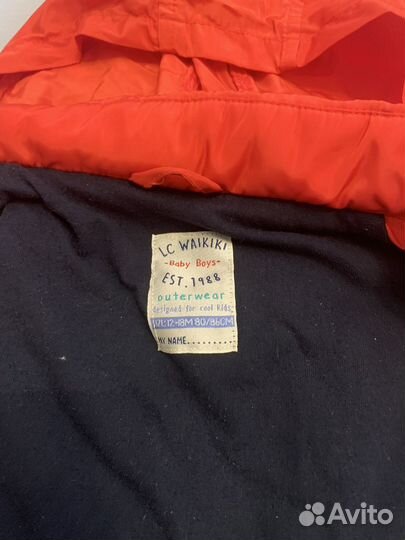 LC WAIKIKI
-Baby Boys-
EST.1988
outerwear
designed for cool Kids
12-18M 80/86CM
MY NAME.........
Avito